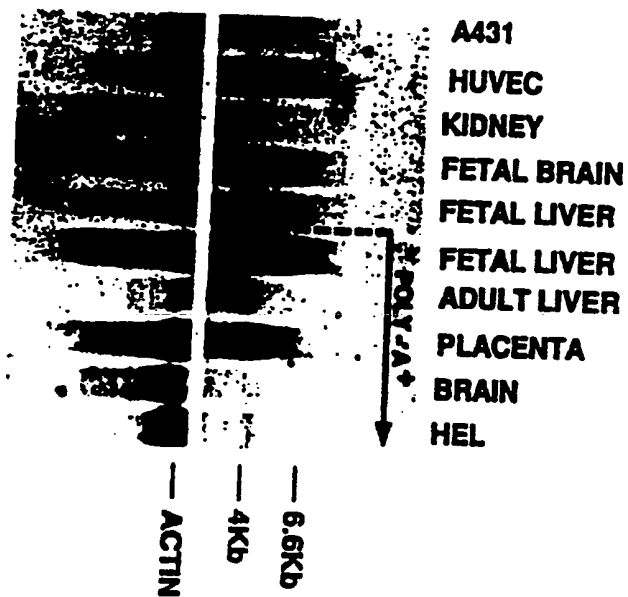 A431
HUVEC
KIDNEY
FETAL BRAIN
FETAL LIVER
FETAL LIVER
ADULT LIVER
PLACENTA
BRAIN
HEL
POLY-A+
ACTIN
4Kb
6.6Kb